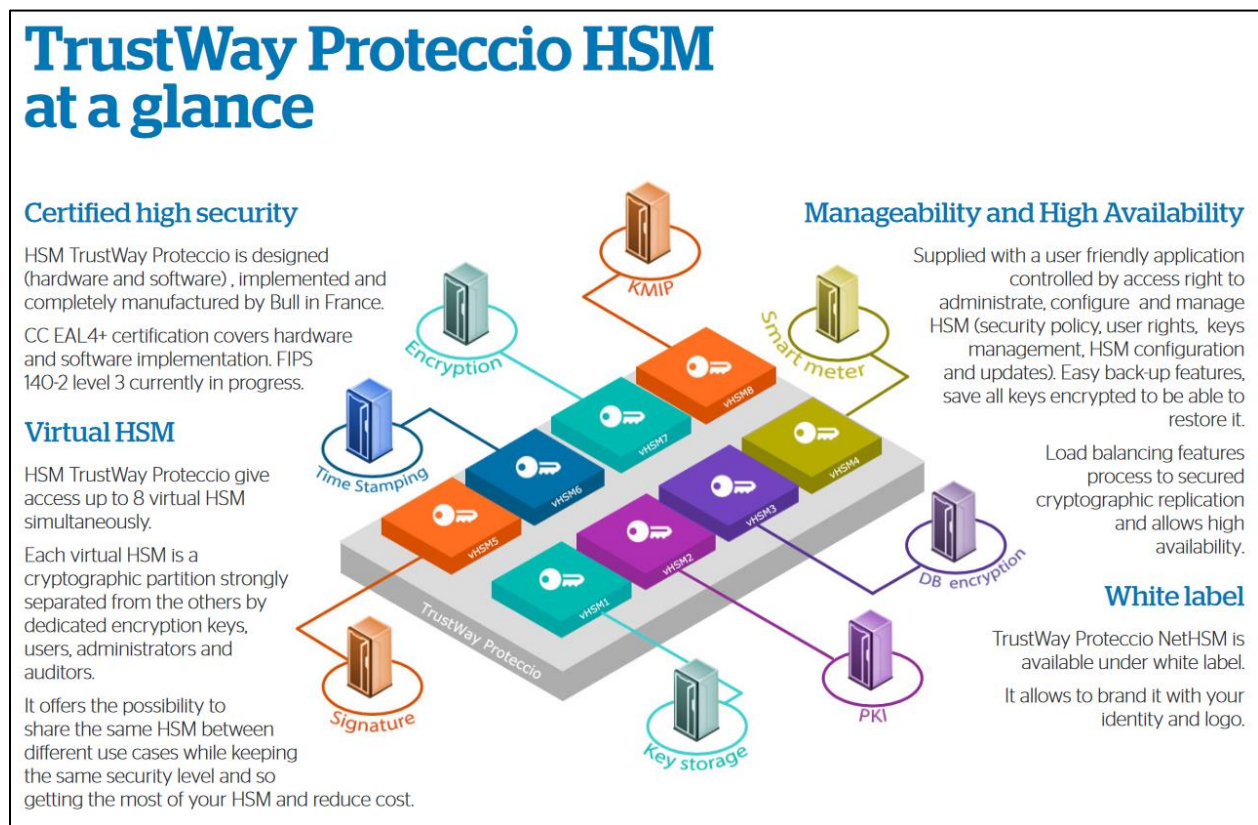 TrustWay Proteccio HSM
at a glance
Certified high security
HSM TrustWay Proteccio is designed
(hardware and software) , implemented and
completely manufactured by Bull in France.
CC EAL4+ certification covers hardware
and software implementation. FIPS
140-2 level 3 currently in progress.
Virtual HSM
HSM TrustWay Proteccio give
access up to 8 virtual HSM
simultaneously.
Each virtual HSM is a
cryptographic partition strongly
separated from the others by
dedicated encryption keys,
users, administrators and
auditors.
It offers the possibility to
share the same HSM between
different use cases while keeping
the same security level and so
getting the most of your HSM and reduce cost.
KMIP
Encryption
Smart meter
Time Stamping
DB encryption
Signature
PKI
Key storage
vHSM8
vHSM7
vHSM4
vHSM6
vHSM3
vHSM5
vHSM2
vHSM1
TrustWay Proteccio
Manageability and High Availability
Supplied with a user friendly application
controlled by access right to
administrate, configure and manage
HSM (security policy, user rights, keys
management, HSM configuration
and updates). Easy back-up features,
save all keys encrypted to be able to
restore it.
Load balancing features
process to secured
cryptographic replication
and allows high
availability.
White label
TrustWay Proteccio NetHSM is
available under white label.
It allows to brand it with your
identity and logo.